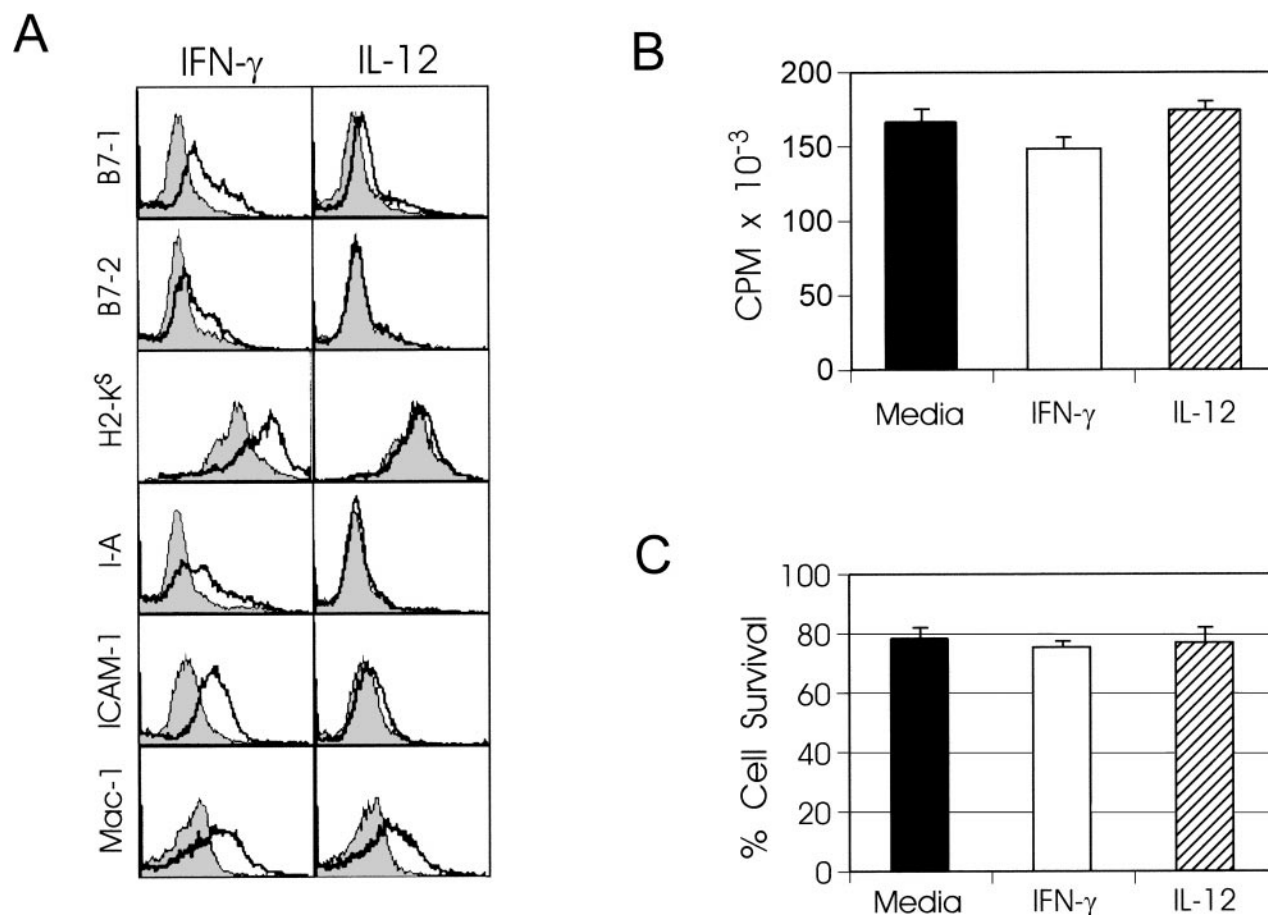 A
IFN-γ IL-12
B7-1
B7-2
H2-Kˢ
I-A
ICAM-1
Mac-1
B
CPM x 10⁻³
200
150
100
50
0
Media IFN-γ IL-12
C
% Cell Survival
100
80
60
40
20
0
Media IFN-γ IL-12